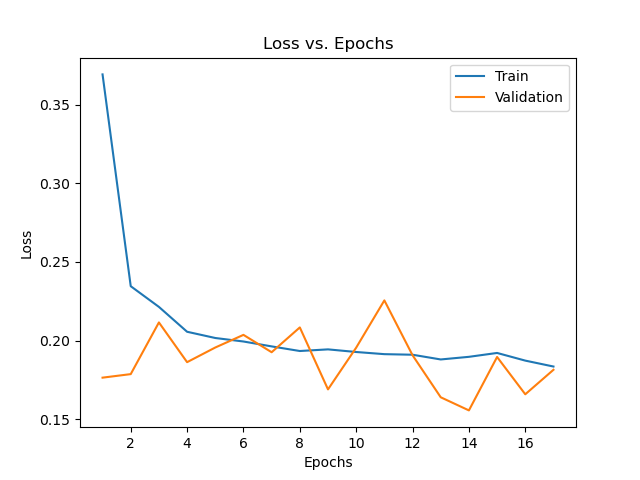 Loss vs. Epochs
Train
Validation
0.35
0.30
0.25
0.20
0.15
Loss
2 4 6 8 10 12 14 16
Epochs